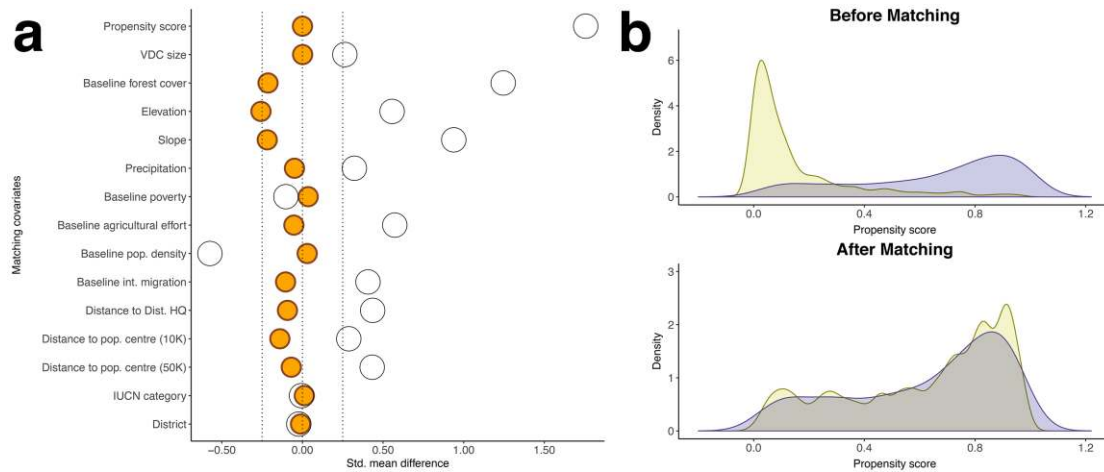 a
Matching covariates
Propensity score
VDC size
Baseline forest cover
Elevation
Slope
Precipitation
Baseline poverty
Baseline agricultural effort
Baseline pop. density
Baseline int. migration
Distance to Dist. HQ
Distance to pop. centre (10K)
Distance to pop. centre (50K)
IUCN category
District
−0.50 0.00 0.50 1.00 1.50
Std. mean difference
b
Before Matching
Density
6
4
2
0
0.0 0.4 0.8 1.2
Propensity score
After Matching
Density
3
2
1
0
0.0 0.4 0.8 1.2
Propensity score